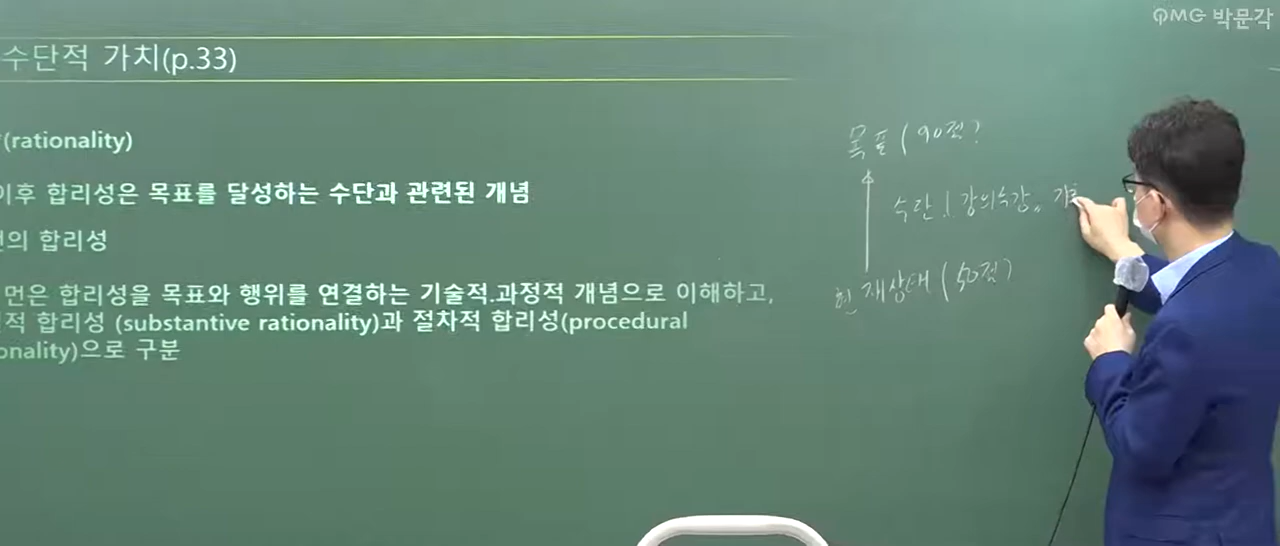 PMG 박문각
수단적 가치(p.33)
(rationality)
이후 합리성은 목표를 달성하는 수단과 관련된 개념
의 합리성
먼은 합리성을 목표와 행위를 연결하는 기술적.과정적 개념으로 이해하고,
적 합리성 (substantive rationality)과 절차적 합리성(procedural
onality)으로 구분
목표 (90점)
수단 ( 강의수강,
현재상태 (50점)